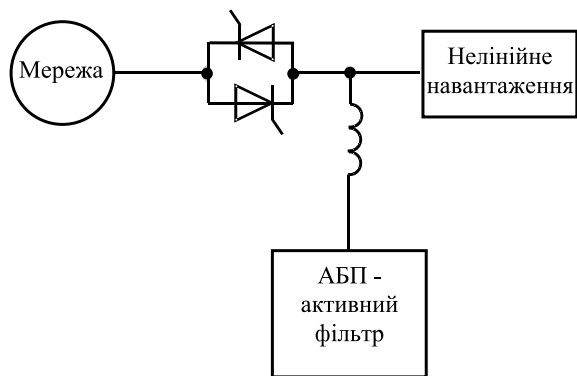 Мережа
Нелінійне
навантаження
АБП -
активний
фільтр